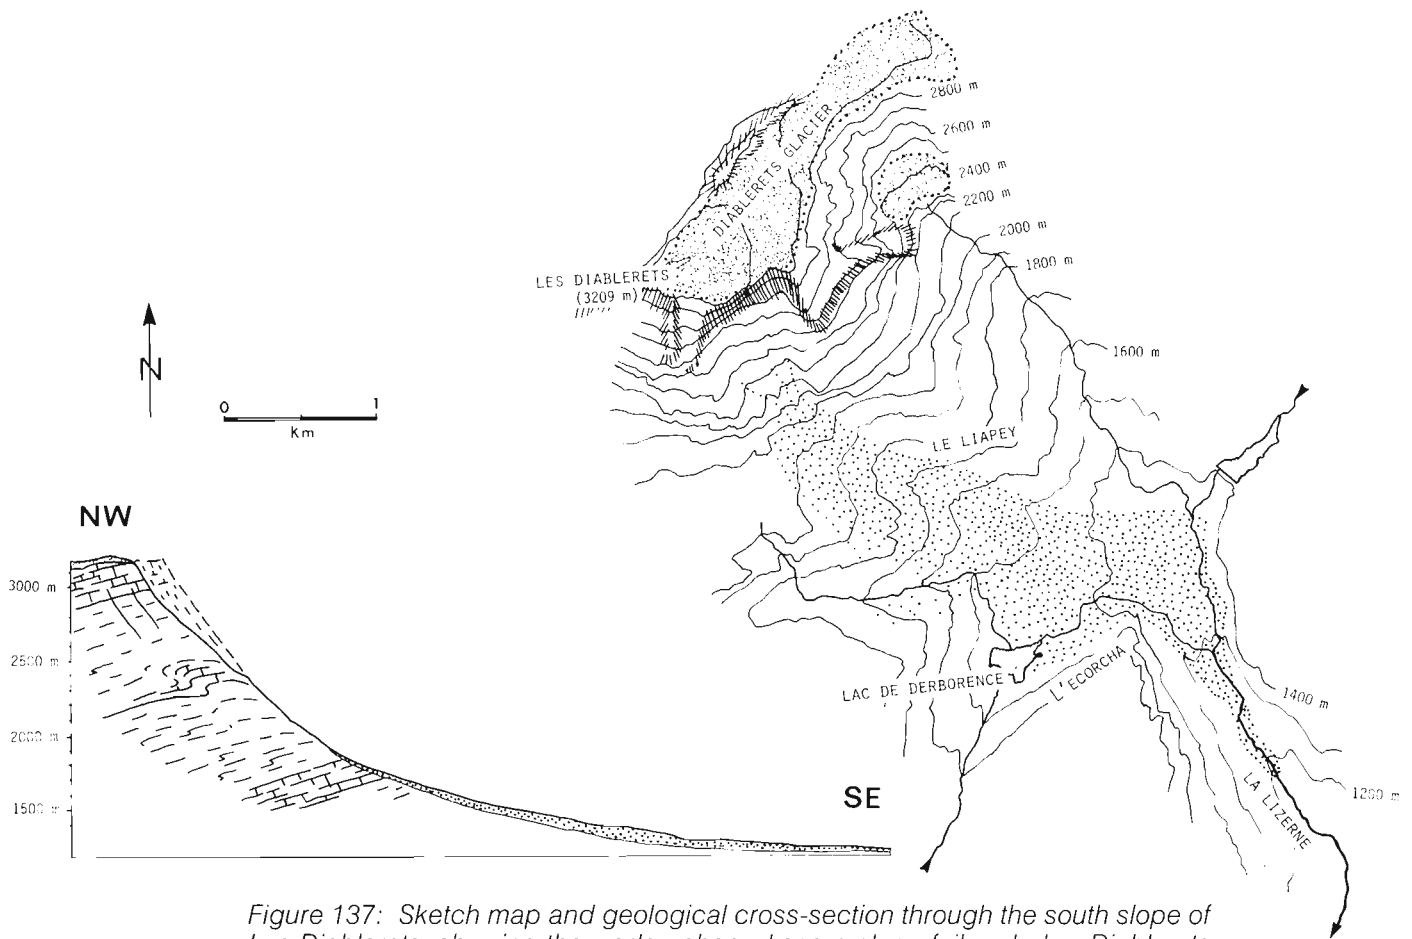 2800 m
2600 m
DIABLERETS GLACIER
2400 m
2200 m
2000 m
1800 m
LES DIABLERETS
(3209 m)
1600 m
N
0 1
Km
LE LIAPEY
NW
3000 m
2500 m
2000 m
1500 m
LAC DE DERBORENCE
L'ECORCHA
1400 m
1200 m
LA LIZERNE
SE
Figure 137: Sketch map and geological cross-section through the south slope of